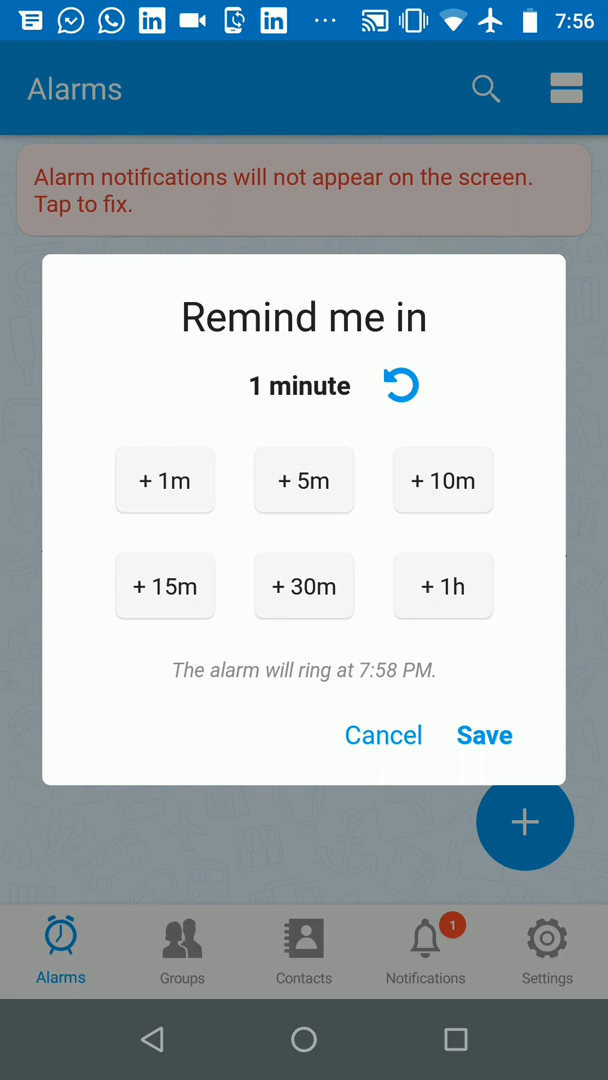 7:56
Alarms
Alarm notifications will not appear on the screen.
Tap to fix.
Remind me in
1 minute
+ 1m
+ 5m
+ 10m
+ 15m
+ 30m
+ 1h
The alarm will ring at 7:58 PM.
Cancel
Save
1
Alarms
Groups
Contacts
Notifications
Settings